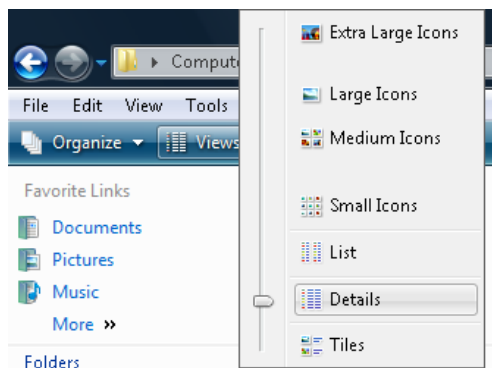 Comput
File Edit View Tools
Organize Views
Favorite Links
Documents
Pictures
Music
More »
Folders
Extra Large Icons
Large Icons
Medium Icons
Small Icons
List
Details
Tiles